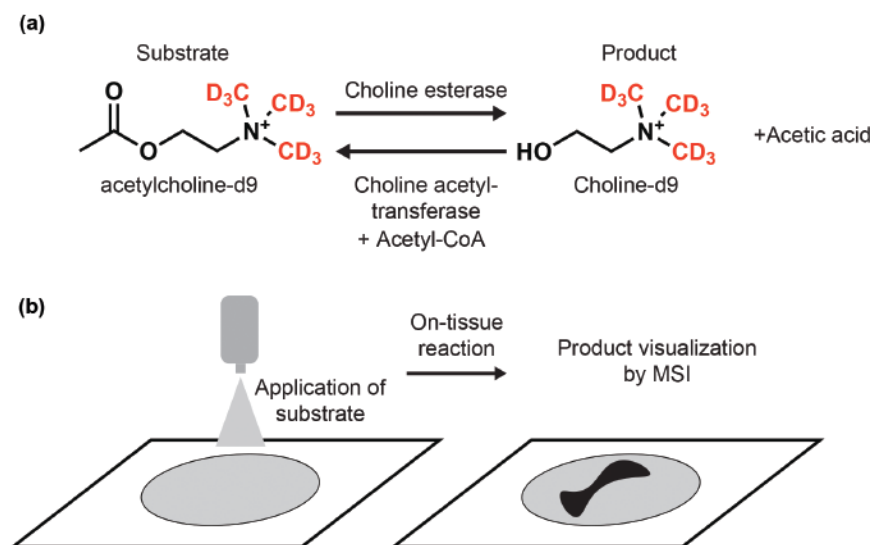 (a)
Substrate
Product
O
D₃C
CD₃
N⁺
CD₃
O
acetylcholine-d9
Choline esterase
Choline acetyl-
transferase
+ Acetyl-CoA
D₃C
CD₃
N⁺
CD₃
HO
Choline-d9
+Acetic acid
(b)
Application of
substrate
On-tissue
reaction
Product visualization
by MSI